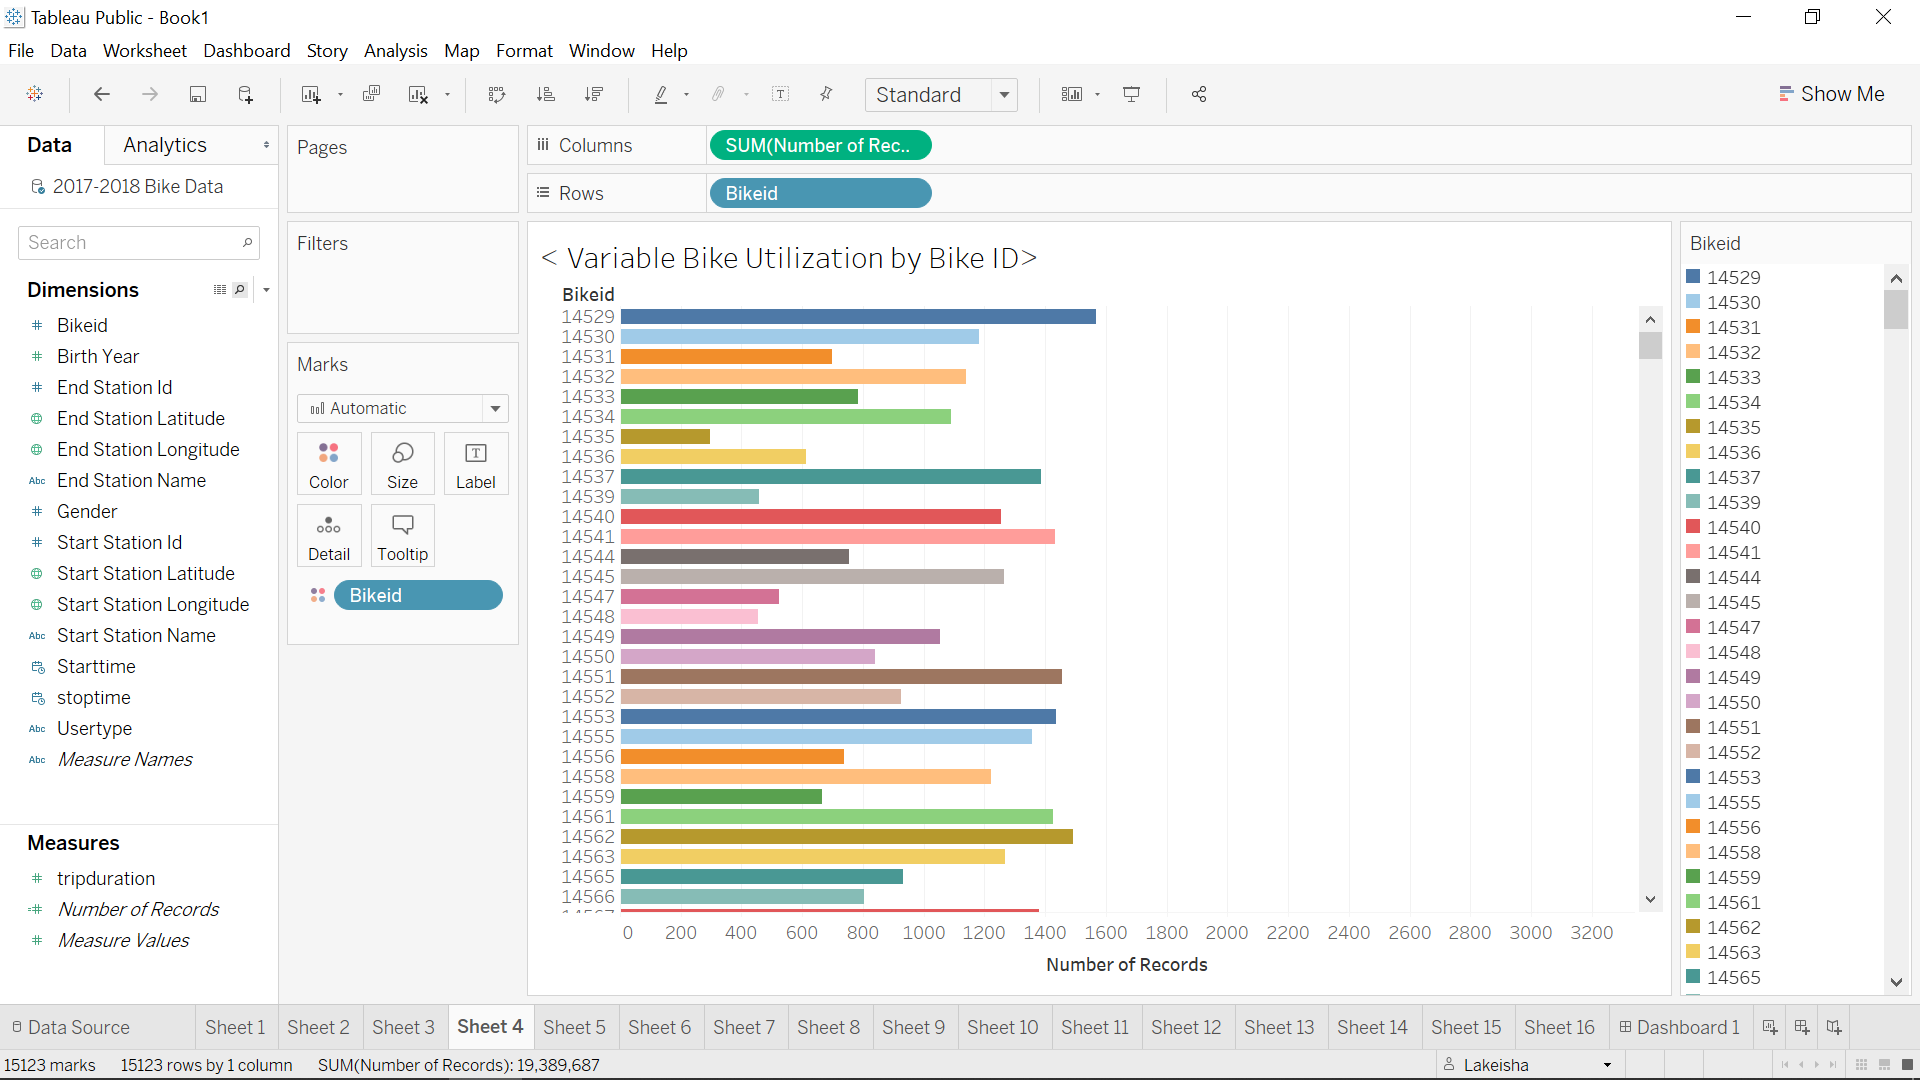 Tableau Public - Book1
File Data Worksheet Dashboard Story Analysis Map Format Window Help
Standard
Show Me
Data
Analytics
2017-2018 Bike Data
Search
Dimensions
# Bikeid
# Birth Year
# End Station Id
End Station Latitude
End Station Longitude
Abc End Station Name
# Gender
# Start Station Id
Start Station Latitude
Start Station Longitude
Abc Start Station Name
Starttime
stoptime
Abc Usertype
Abc Measure Names
Measures
# tripduration
=# Number of Records
# Measure Values
Pages
Filters
Marks
Automatic
Color
Size
T
Label
Detail
Tooltip
Bikeid
Columns
SUM(Number of Rec..
Rows
Bikeid
< Variable Bike Utilization by Bike ID>
Bikeid
14529
14530
14531
14532
14533
14534
14535
14536
14537
14539
14540
14541
14544
14545
14547
14548
14549
14550
14551
14552
14553
14555
14556
14558
14559
14561
14562
14563
14565
14566
14567
0 200 400 600 800 1000 1200 1400 1600 1800 2000 2200 2400 2600 2800 3000 3200
Number of Records
Bikeid
14529
14530
14531
14532
14533
14534
14535
14536
14537
14539
14540
14541
14544
14545
14547
14548
14549
14550
14551
14552
14553
14555
14556
14558
14559
14561
14562
14563
14565
Data Source Sheet 1 Sheet 2 Sheet 3 Sheet 4 Sheet 5 Sheet 6 Sheet 7 Sheet 8 Sheet 9 Sheet 10 Sheet 11 Sheet 12 Sheet 13 Sheet 14 Sheet 15 Sheet 16 Dashboard 1
15123 marks 15123 rows by 1 column SUM(Number of Records): 19,389,687
Lakeisha